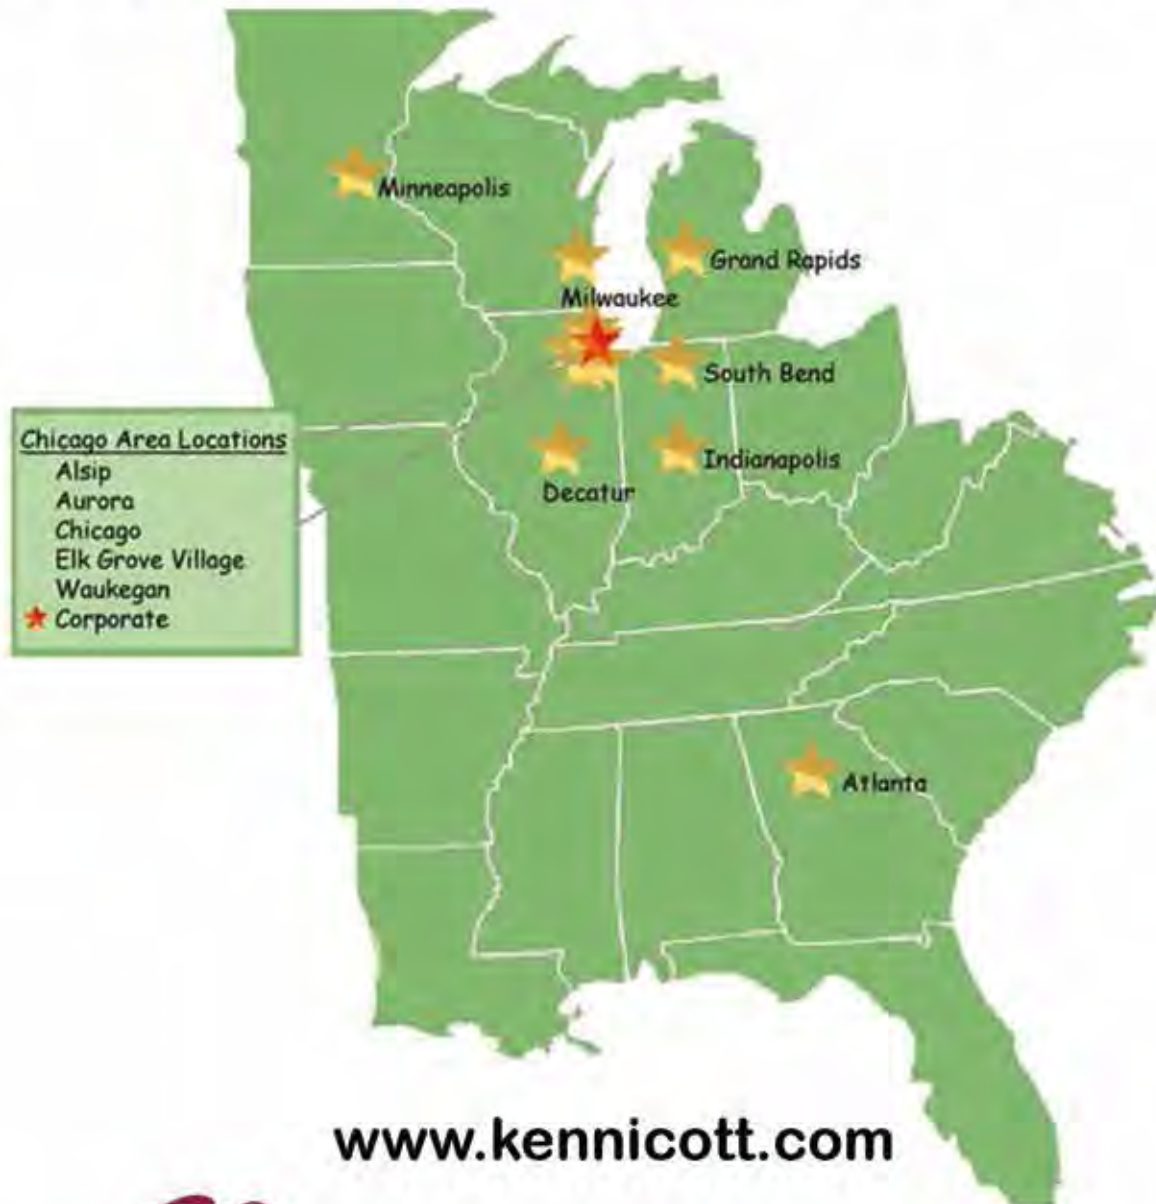 Minneapolis
Grand Rapids
Milwaukee
South Bend
Chicago Area Locations
Alsip
Aurora
Chicago
Elk Grove Village
Waukegan
Corporate
Indianapolis
Decatur
Atlanta
www.kennicott.com